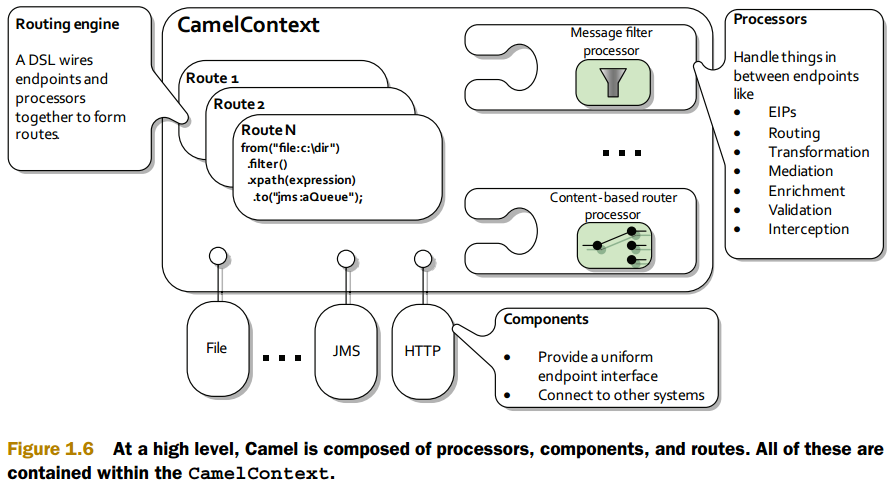 Routing engine
A DSL wires
endpoints and
processors
together to form
routes.
CamelContext
Route 1
Route 2
Route N
from("file:c:\dir")
.filter()
.xpath(expression)
.to("jms:aQueue");
Message filter
processor
Content-based router
processor
Processors
Handle things in
between endpoints
like
• EIPs
• Routing
• Transformation
• Mediation
• Enrichment
• Validation
• Interception
File
JMS
HTTP
Components
• Provide a uniform
endpoint interface
• Connect to other systems
Figure 1.6 At a high level, Camel is composed of processors, components, and routes. All of these are
contained within the CamelContext.